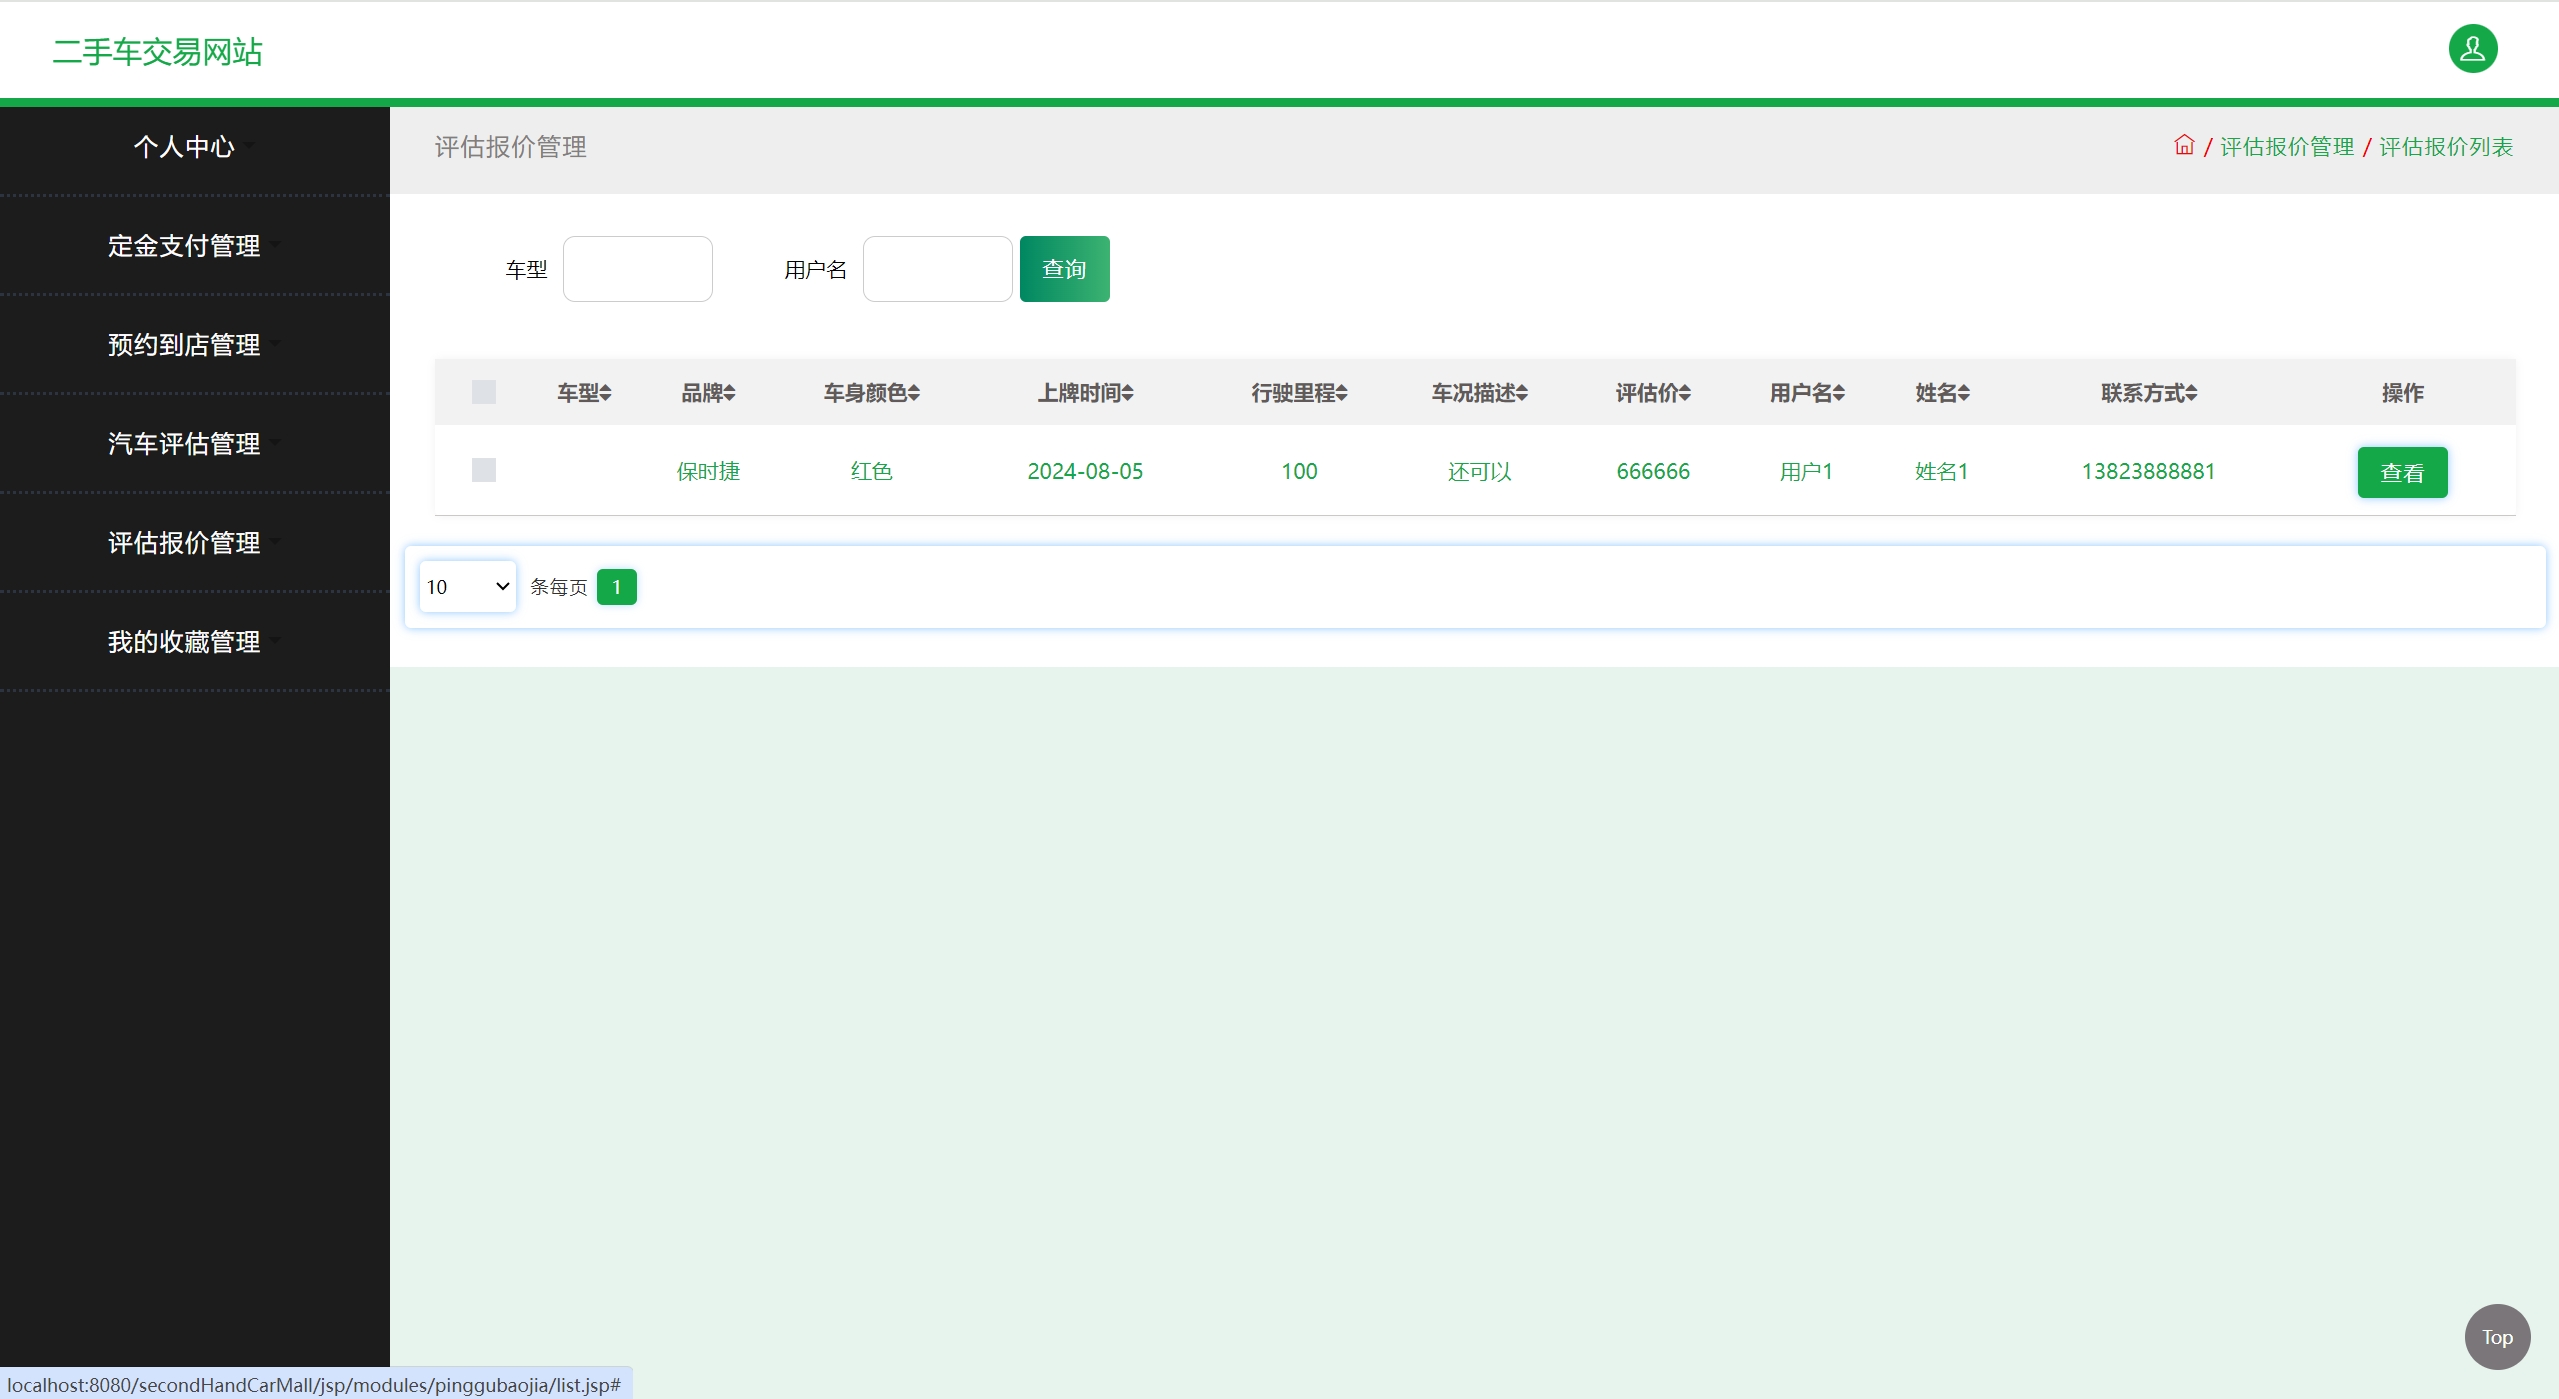 二手车交易网站
个人中心
定金支付管理
预约到店管理
汽车评估管理
评估报价管理
我的收藏管理
评估报价管理
/ 评估报价管理 / 评估报价列表
车型 用户名 查询
车型 品牌 车身颜色 上牌时间 行驶里程 车况描述 评估价 用户名 姓名 联系方式 操作
保时捷 红色 2024-08-05 100 还可以 666666 用户1 姓名1 13823888881 查看
10 条每页 1
Top
localhost:8080/secondHandCarMall/jsp/modules/pinggubaojia/list.jsp#